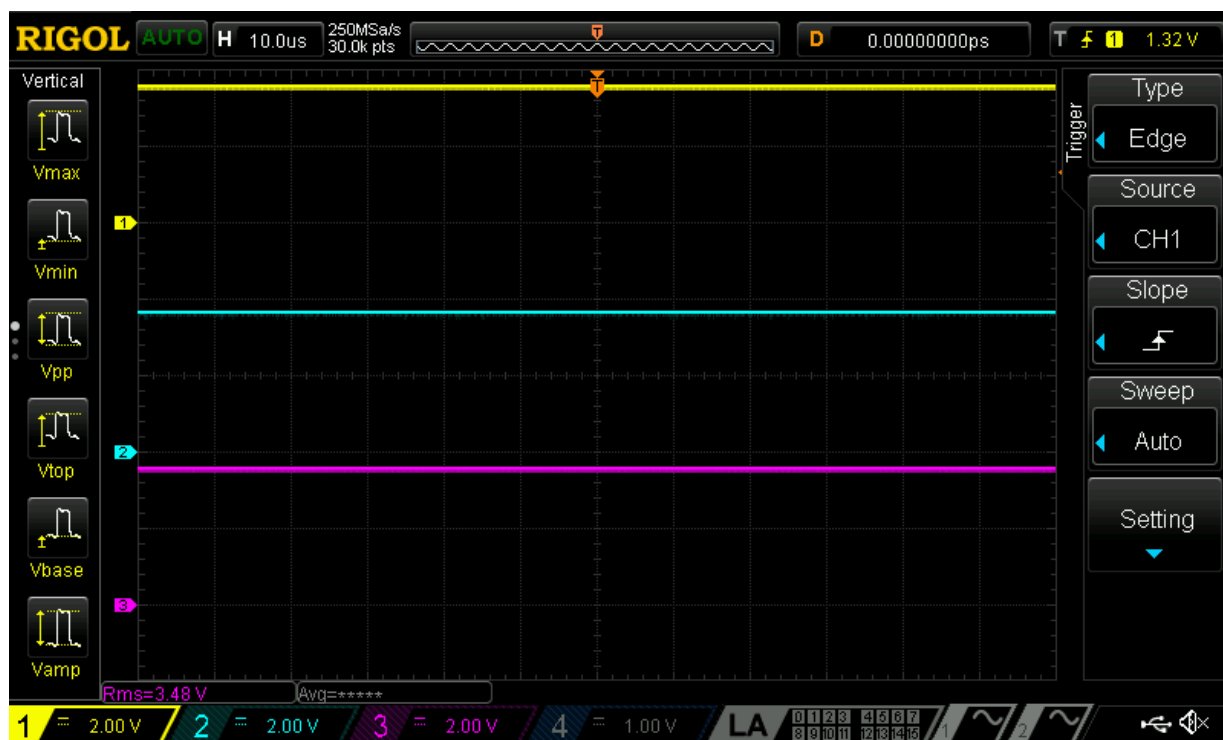 RIGOL AUTO H 10.0us 250MSa/s 30.0k pts T D 0.00000000ps T 1 1.32 V
Vertical
Vmax
Vmin
Vpp
Vtop
Vbase
Vamp
T
1
2
3
Trigger
Type
Edge
Source
CH1
Slope
Sweep
Auto
Setting
Rms=3.48 V Avg=*****
1 2.00 V 2 2.00 V 3 2.00 V 4 1.00 V LA 0 1 2 3 4 5 6 7 1 2
8 9 10 11 12 13 14 15